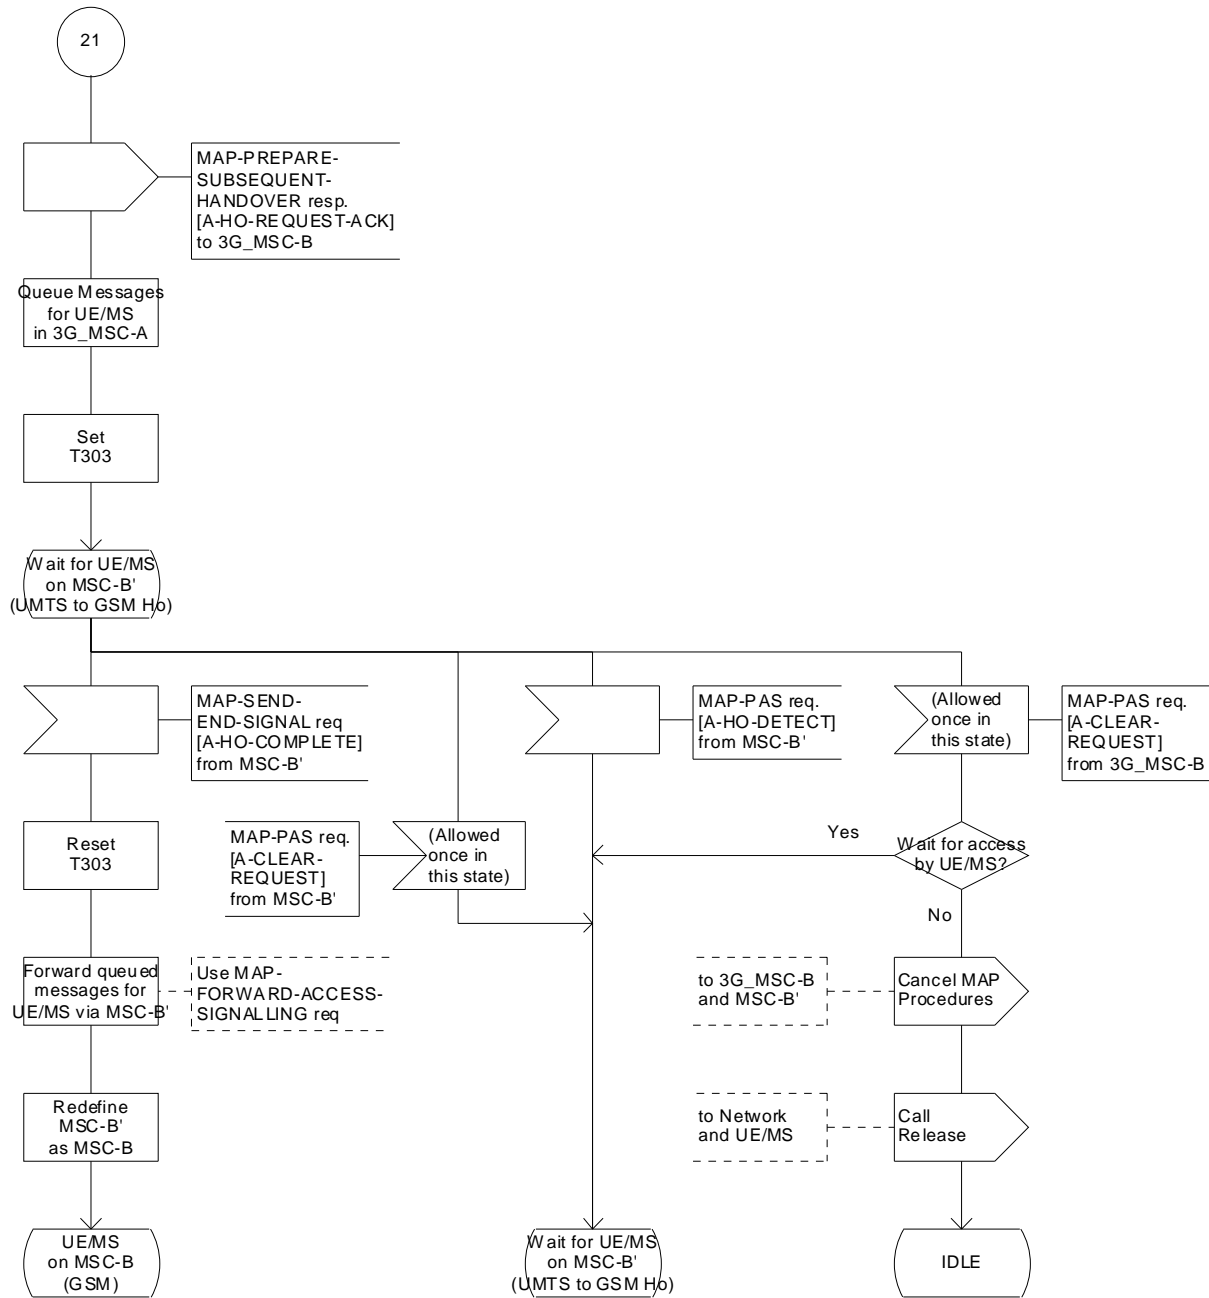 21
MAP-PREPARE-
SUBSEQUENT-
HANDOVER resp.
[A-HO-REQUEST-ACK]
to 3G_MSC-B
Queue Messages
for UE/MS
in 3G_MSC-A
Set
T303
Wait for UE/MS
on MSC-B'
(UMTS to GSM Ho)
MAP-SEND-
END-SIGNAL req
[A-HO-COMPLETE]
from MSC-B'
MAP-PAS req.
[A-HO-DETECT]
from MSC-B'
(Allowed
once in
this state)
MAP-PAS req.
[A-CLEAR-
REQUEST]
from 3G_MSC-B
Reset
T303
MAP-PAS req.
[A-CLEAR-
REQUEST]
from MSC-B'
(Allowed
once in
this state)
Yes
Wait for access
by UE/MS?
No
Forward queued
messages for
UE/MS via MSC-B'
Use MAP-
FORWARD-ACCESS-
SIGNALLING req
to 3G_MSC-B
and MSC-B'
Cancel MAP
Procedures
Redefine
MSC-B'
as MSC-B
to Network
and UE/MS
Call
Release
UE/MS
on MSC-B
(GSM)
Wait for UE/MS
on MSC-B'
(UMTS to GSM Ho)
IDLE